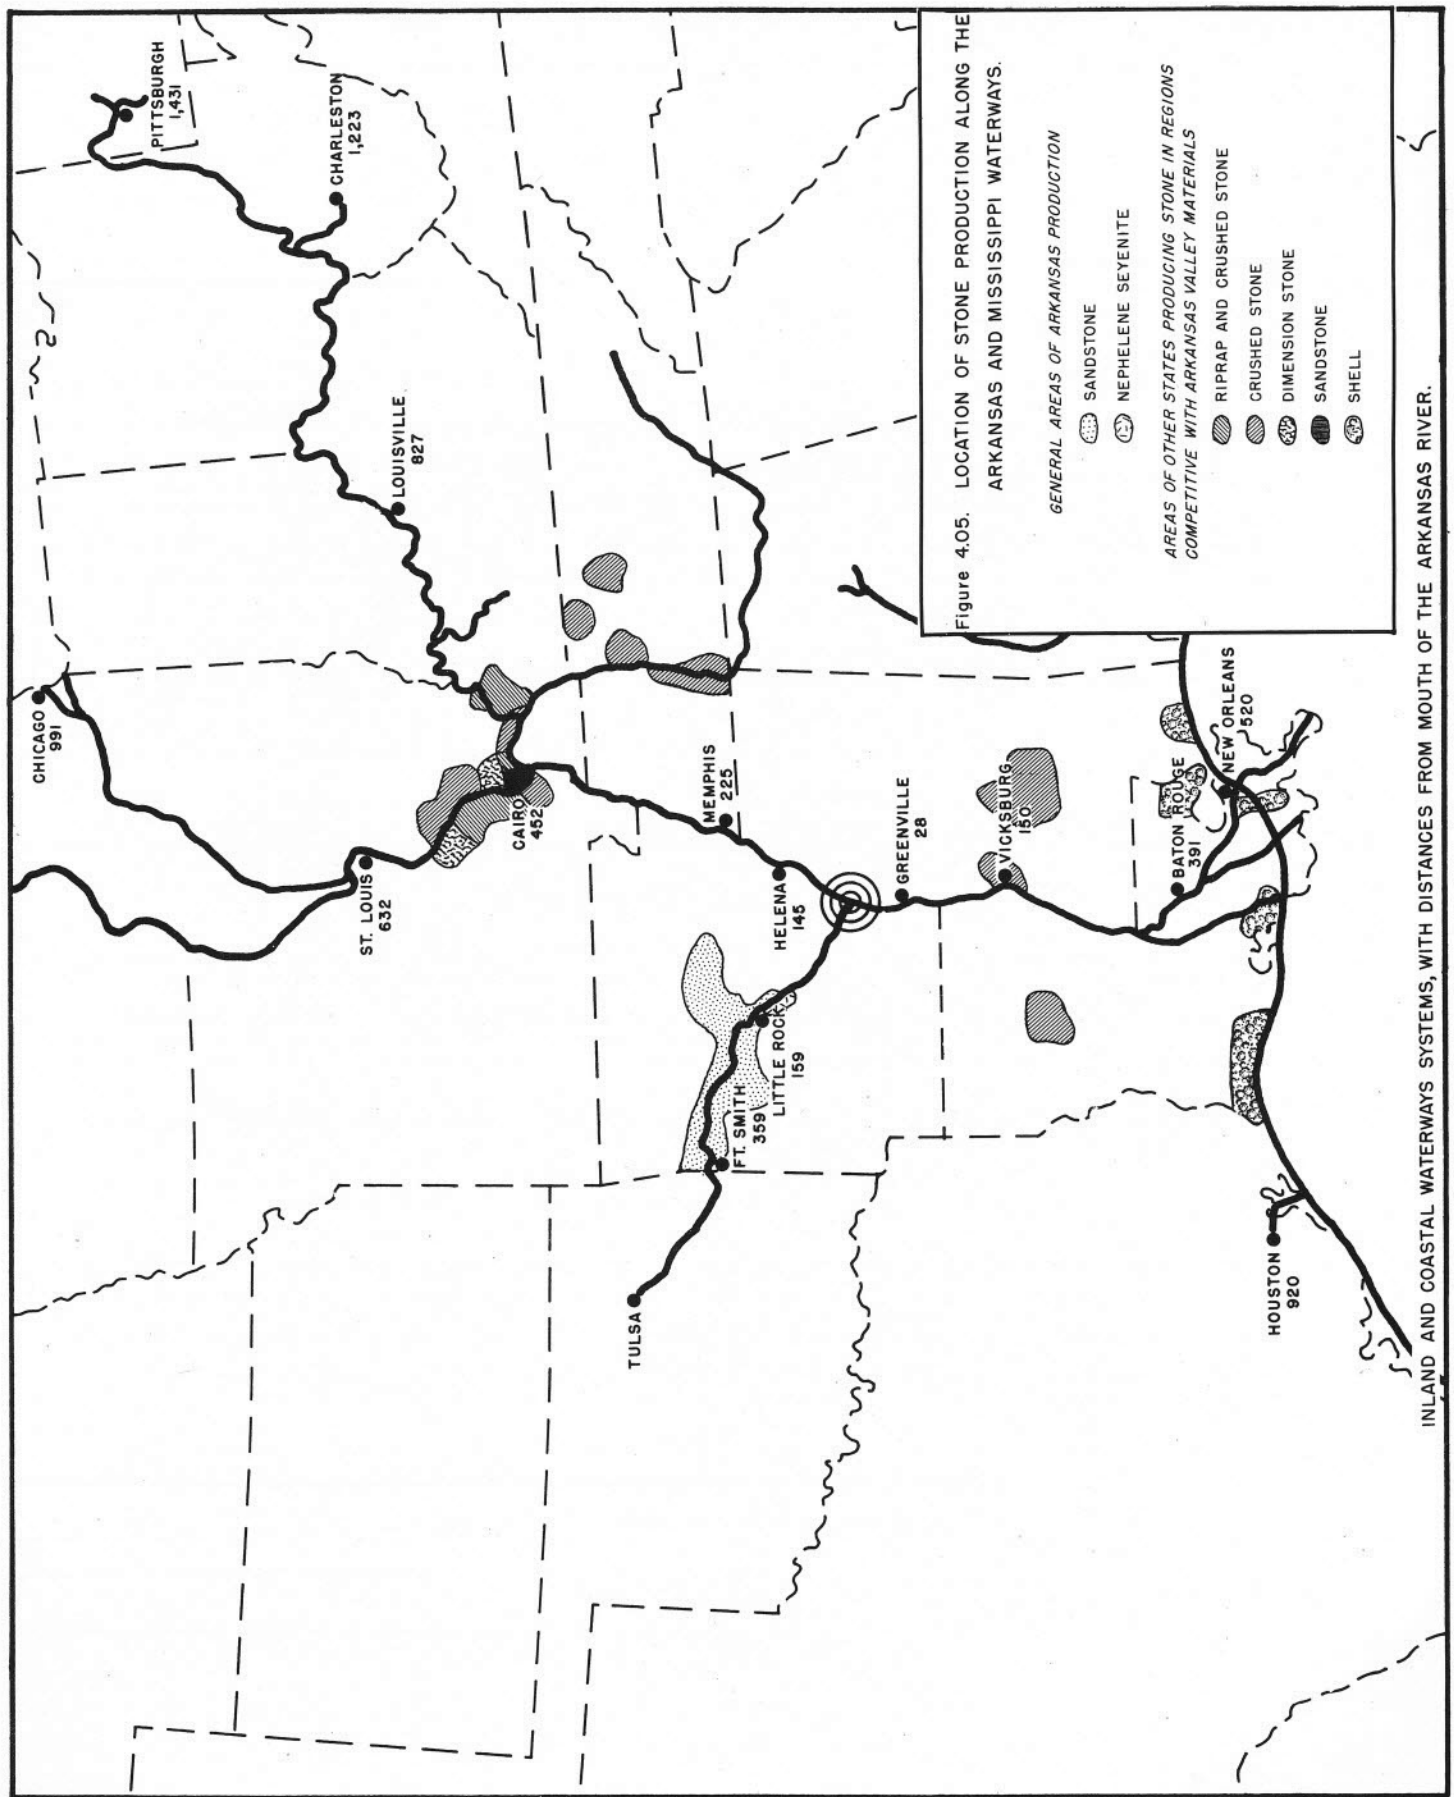 PITTSBURGH
1,431
CHARLESTON
1,223
CHICAGO
991
LOUISVILLE
827
ST. LOUIS
632
CAIRO
452
MEMPHIS
225
HELENA
145
TULSA
FT. SMITH
359
LITTLE ROCK
159
GREENVILLE
28
VICKSBURG
150
BATON ROUGE
391
NEW ORLEANS
520
HOUSTON
920
Figure 4.05. LOCATION OF STONE PRODUCTION ALONG THE
ARKANSAS AND MISSISSIPPI WATERWAYS.
GENERAL AREAS OF ARKANSAS PRODUCTION
SANDSTONE
NEPHELENE SEYENITE
AREAS OF OTHER STATES PRODUCING STONE IN REGIONS
COMPETITIVE WITH ARKANSAS VALLEY MATERIALS
RIPRAP AND CRUSHED STONE
CRUSHED STONE
DIMENSION STONE
SANDSTONE
SHELL
INLAND AND COASTAL WATERWAYS SYSTEMS, WITH DISTANCES FROM MOUTH OF THE ARKANSAS RIVER.